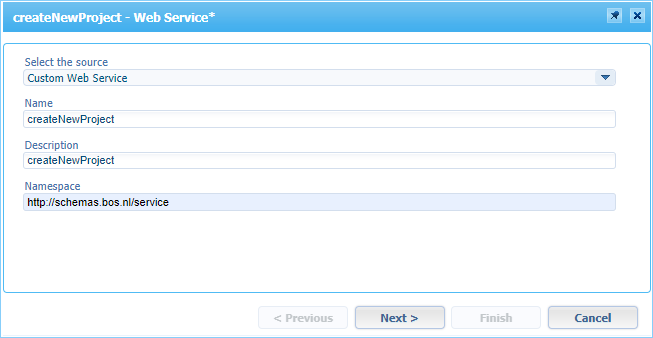 createNewProject - Web Service*
Select the source
Custom Web Service
Name
createNewProject
Description
createNewProject
Namespace
http://schemas.bos.nl/service
< Previous
Next >
Finish
Cancel